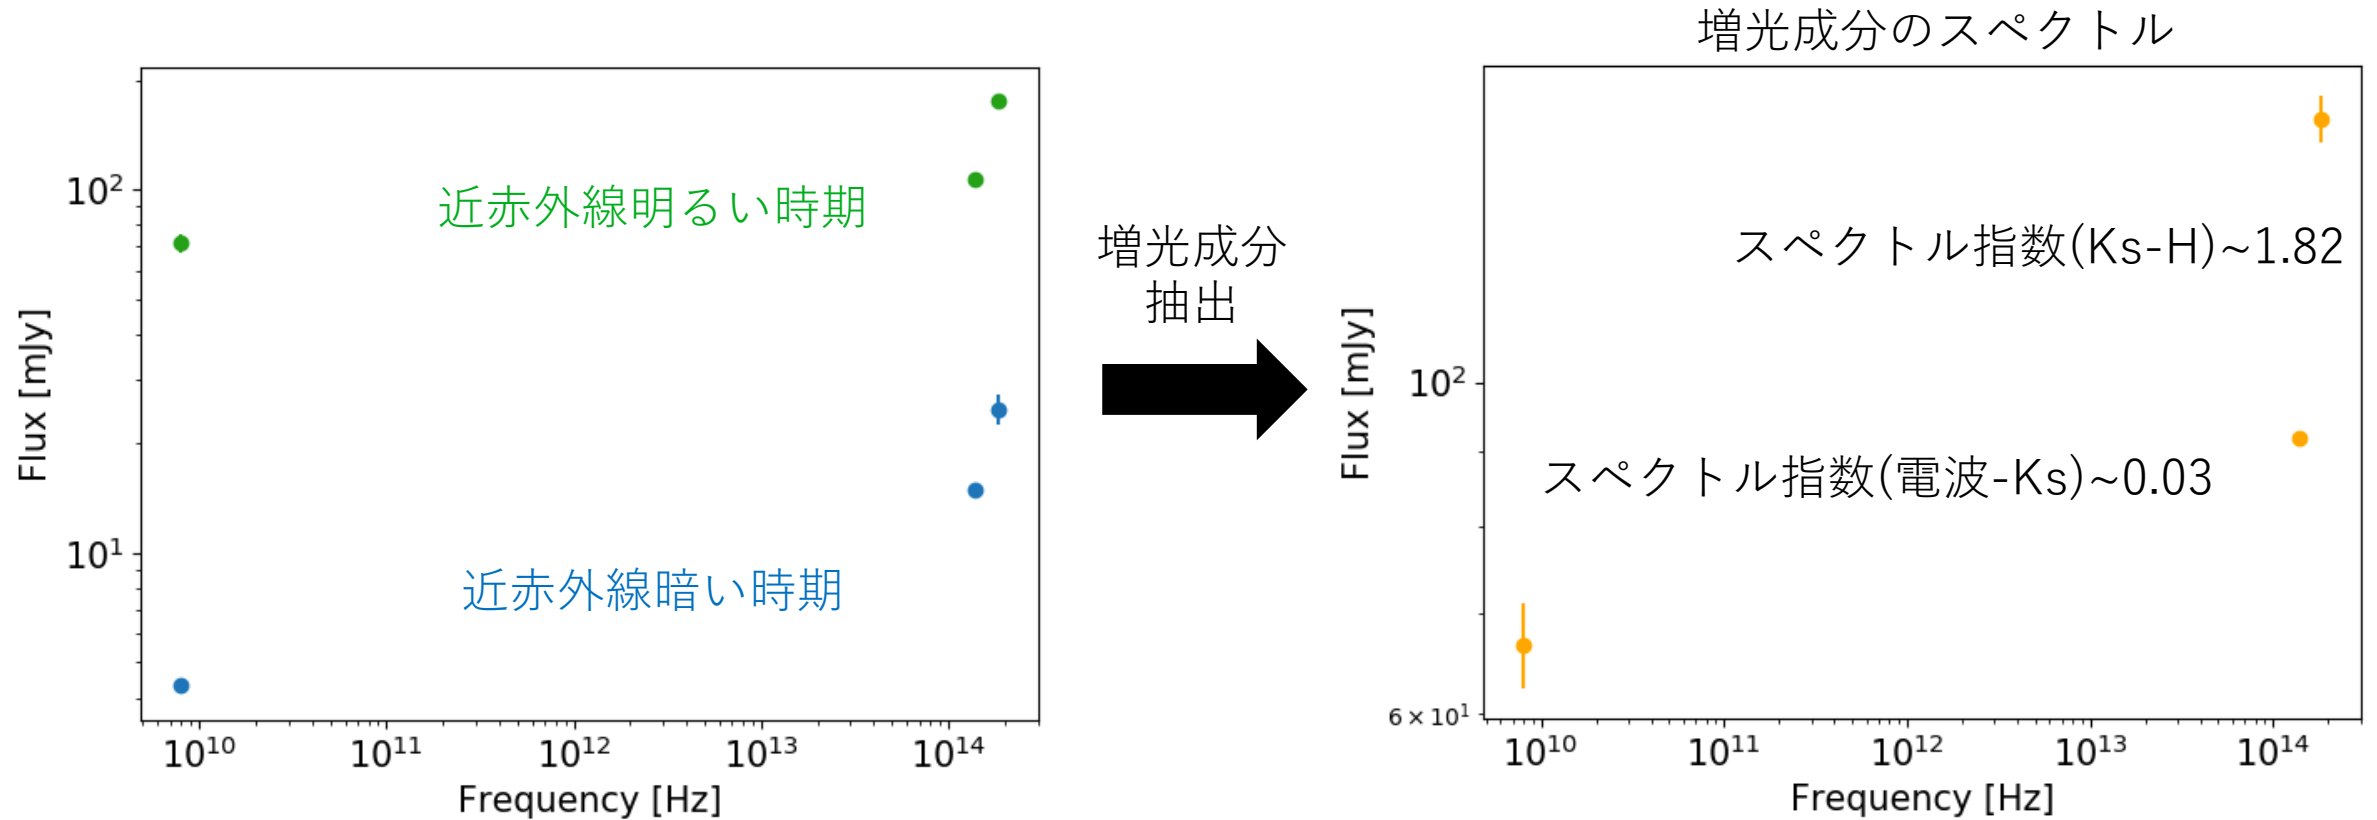 10²
10¹
Flux [mJy]
近赤外線明るい時期
近赤外線暗い時期
10¹⁰ 10¹¹ 10¹² 10¹³ 10¹⁴
Frequency [Hz]
増光成分
抽出
増光成分のスペクトル
10²
6×10¹
Flux [mJy]
スペクトル指数(Ks-H)~1.82
スペクトル指数(電波-Ks)~0.03
10¹⁰ 10¹¹ 10¹² 10¹³ 10¹⁴
Frequency [Hz]